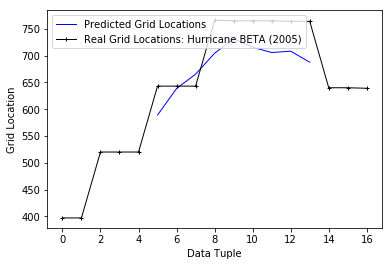 Predicted Grid Locations
Real Grid Locations: Hurricane BETA (2005)
Grid Location
750
700
650
600
550
500
450
400
0 2 4 6 8 10 12 14 16
Data Tuple